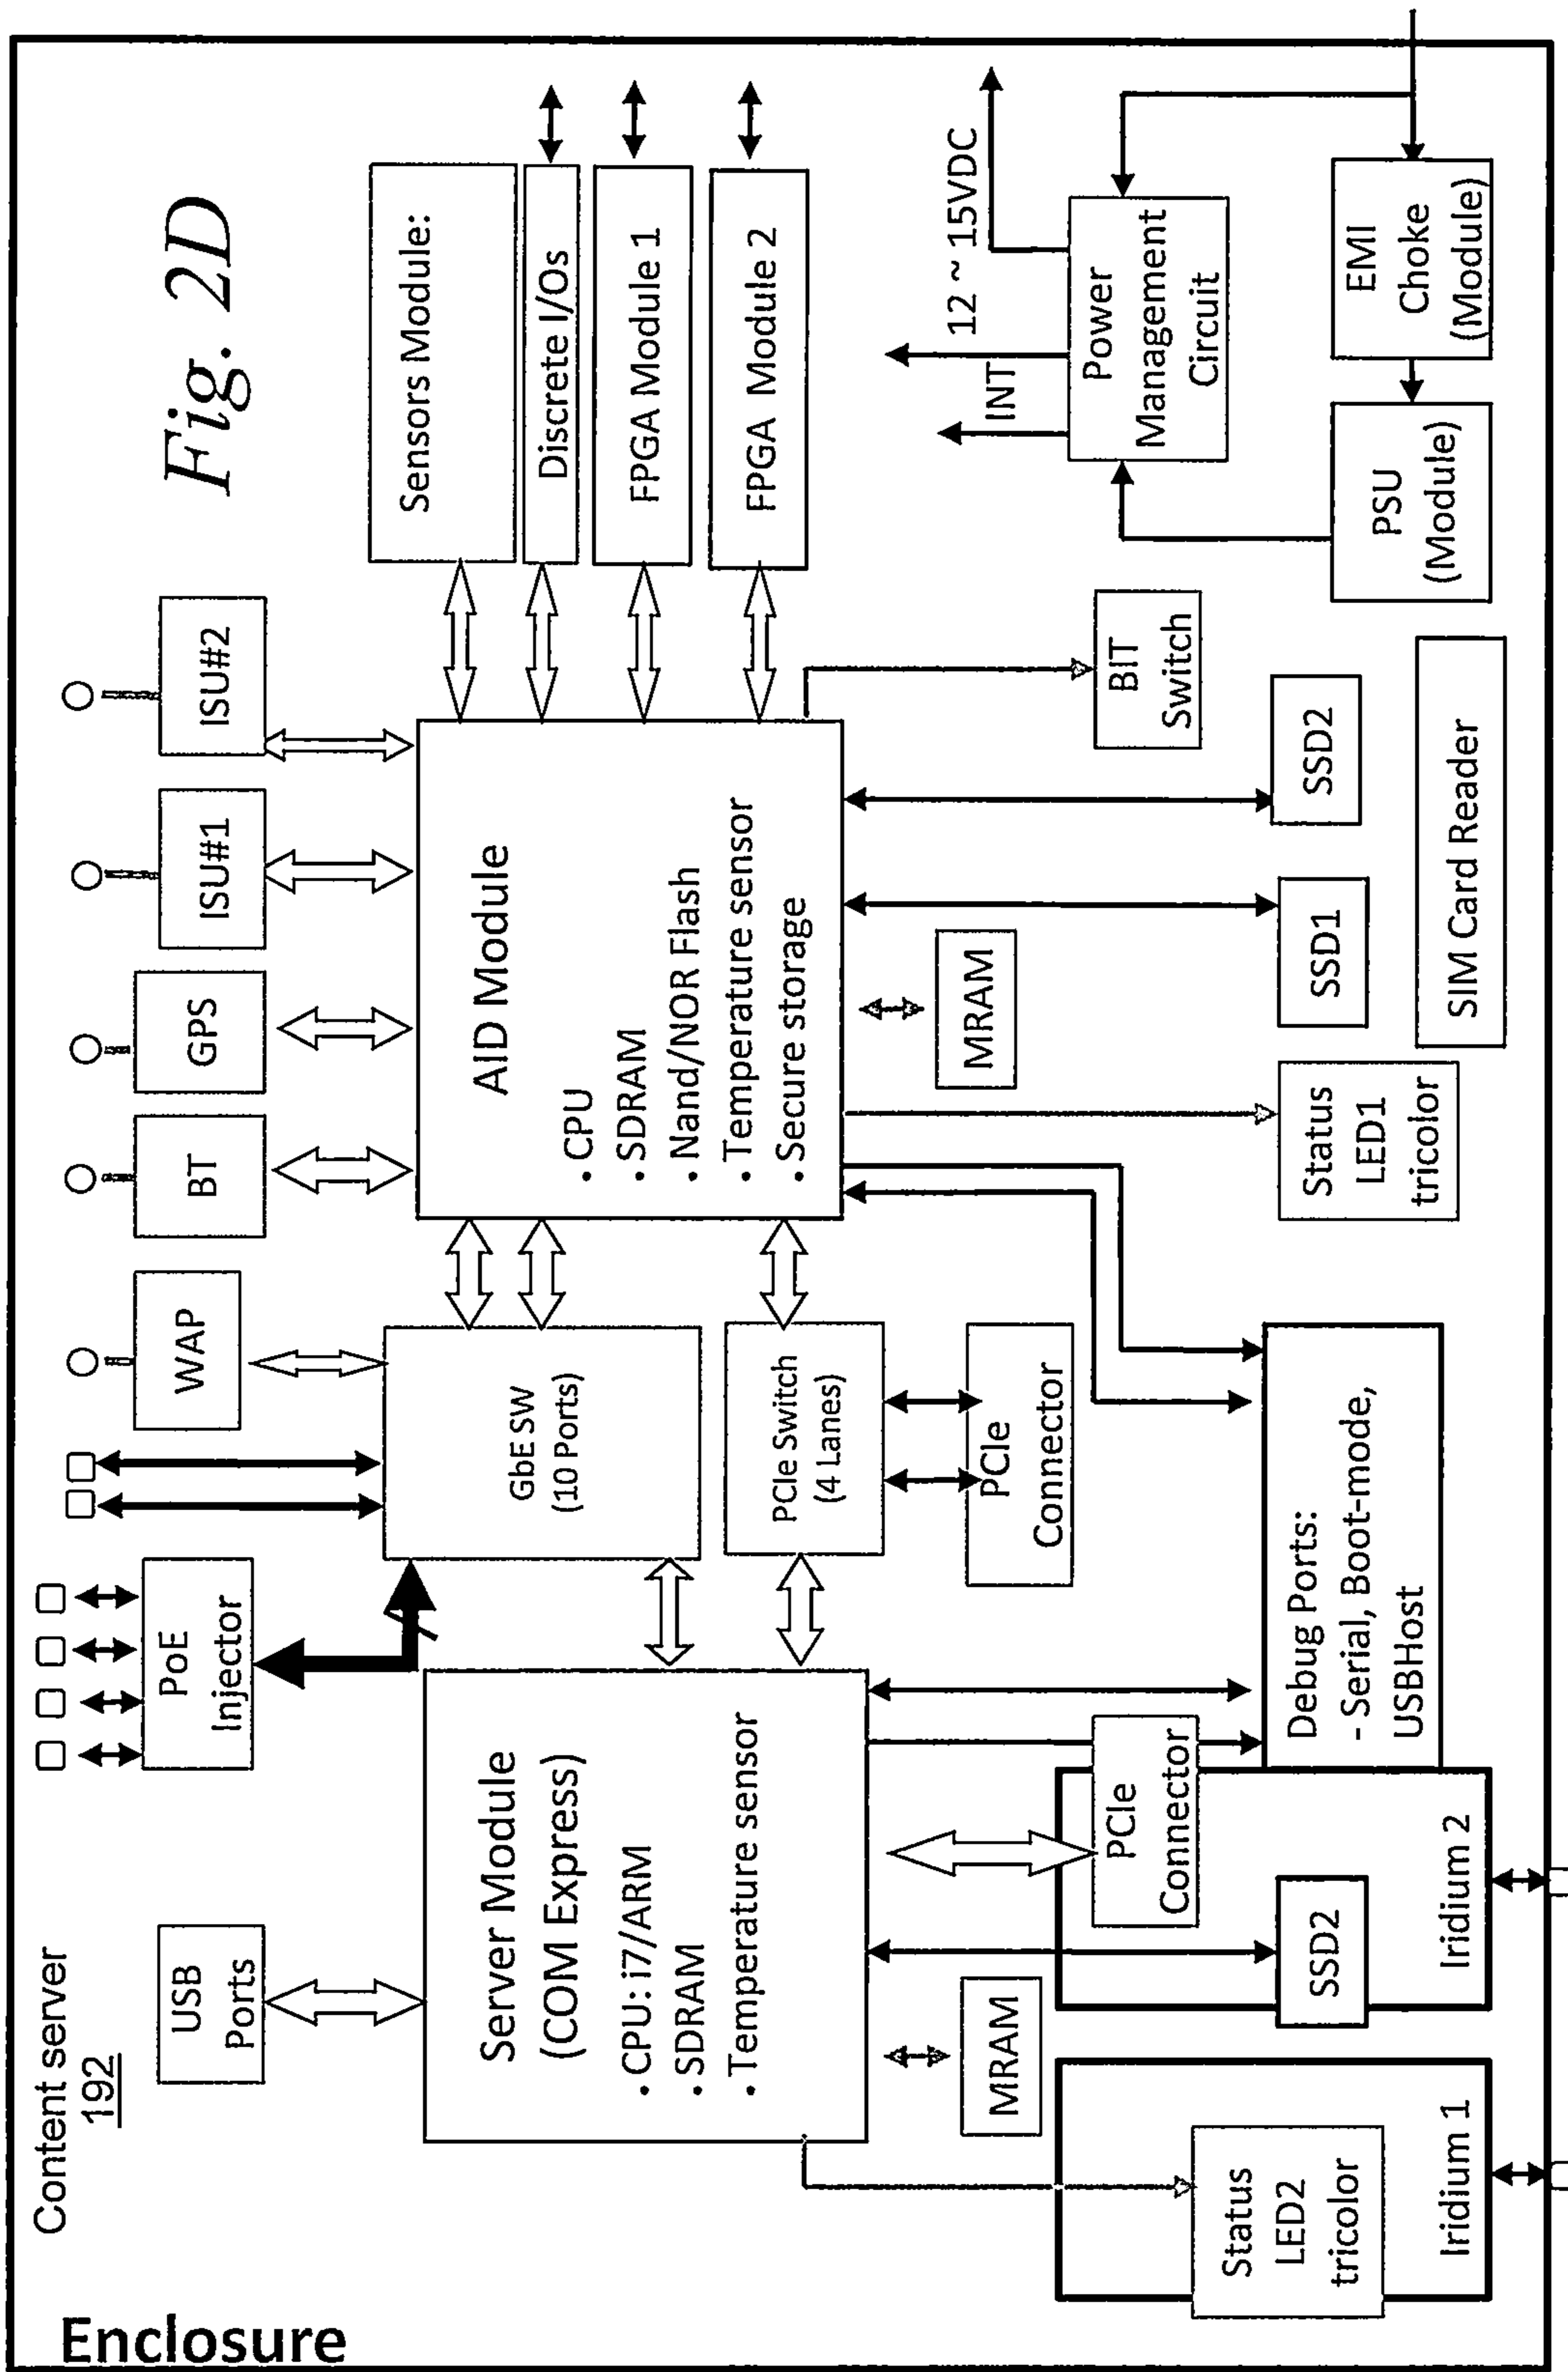 Enclosure
Content server
192
Fig. 2D
USB
Ports
PoE
Injector
WAP
BT
GPS
ISU#1
ISU#2
Server Module
(COM Express)
• CPU: i7/ARM
• SDRAM
• Temperature sensor
GbE SW
(10 Ports)
PCIe Switch
(4 Lanes)
AID Module
• CPU
• SDRAM
• Nand/NOR Flash
• Temperature sensor
• Secure storage
Sensors Module:
Discrete I/Os
FPGA Module 1
FPGA Module 2
MRAM
PCIe
Connector
PCIe
Connector
MRAM
BIT
Switch
INT
12 ~ 15VDC
Power
Management
Circuit
Status
LED2
tricolor
Iridium 1
SSD2
Iridium 2
Debug Ports:
- Serial, Boot-mode,
USBHost
Status
LED1
tricolor
SSD1
SSD2
SIM Card Reader
PSU
(Module)
EMI
Choke
(Module)